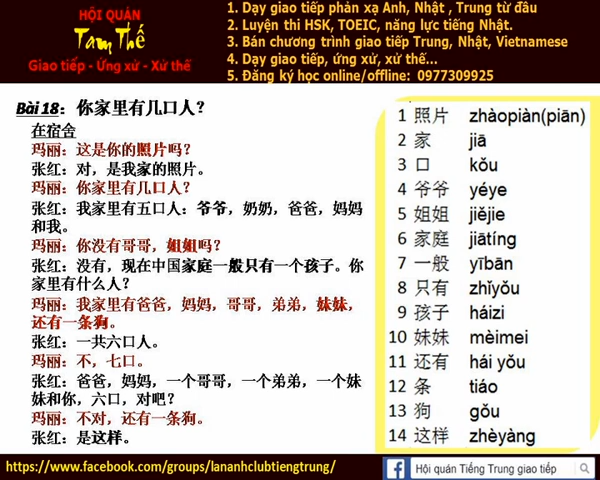 HỘI QUÁN
Tam Thế
Giao tiếp - Ứng xử - Xử thế
1. Dạy giao tiếp phản xạ Anh, Nhật , Trung từ đầu
2. Luyện thi HSK, TOEIC, năng lực tiếng Nhật.
3. Bán chương trình giao tiếp Trung, Nhật, Vietnamese
4. Dạy giao tiếp, ứng xử, xử thế...
5. Đăng ký học online/offline: 0977309925
Bài 18: 你家里有几口人?
在宿舍
玛丽: 这是你的照片吗?
张红: 对, 是我家的照片。
玛丽: 你家里有几口人?
张红: 我家里有五口人: 爷爷, 奶奶, 爸爸, 妈妈
和我。
玛丽: 你没有哥哥, 姐姐吗?
张红: 没有, 现在中国家庭一般只有一个孩子。你
家里有什么人?
玛丽: 我家里有爸爸, 妈妈, 哥哥, 弟弟, 妹妹,
还有一条狗。
张红: 一共六口人。
玛丽: 不, 七口。
张红: 爸爸, 妈妈, 一个哥哥, 一个弟弟, 一个妹
妹和你, 六口, 对吧?
玛丽: 不对, 还有一条狗。
张红: 是这样。
1 照片 zhàopiàn(piān)
2 家 jiā
3 口 kǒu
4 爷爷 yéye
5 姐姐 jiějie
6 家庭 jiātíng
7 一般 yībān
8 只有 zhǐyǒu
9 孩子 háizi
10 妹妹 mèimei
11 还有 hái yǒu
12 条 tiáo
13 狗 gǒu
14 这样 zhèyàng
https://www.facebook.com/groups/lananhclubtiengtrung/
f Hội quán Tiếng Trung giao tiếp